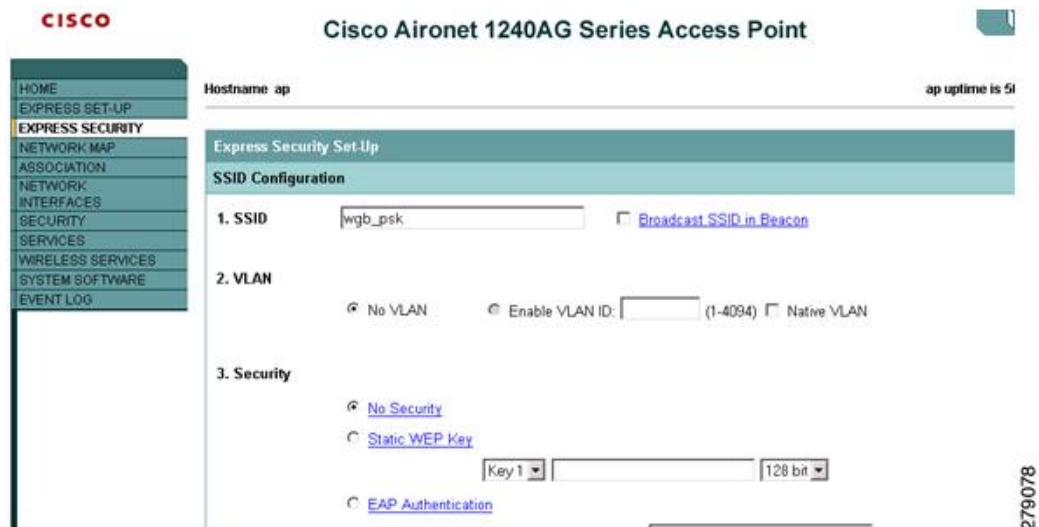 CISCO
Cisco Aironet 1240AG Series Access Point
HOME
EXPRESS SET-UP
EXPRESS SECURITY
NETWORK MAP
ASSOCIATION
NETWORK
INTERFACES
SECURITY
SERVICES
WIRELESS SERVICES
SYSTEM SOFTWARE
EVENT LOG
Hostname ap
ap uptime is
Express Security Set-Up
SSID Configuration
1. SSID wgb_psk Broadcast SSID in Beacon
2. VLAN
No VLAN Enable VLAN ID: (1-4094) Native VLAN
3. Security
No Security
Static WEP Key
Key 1 128 bit
EAP Authentication
279078